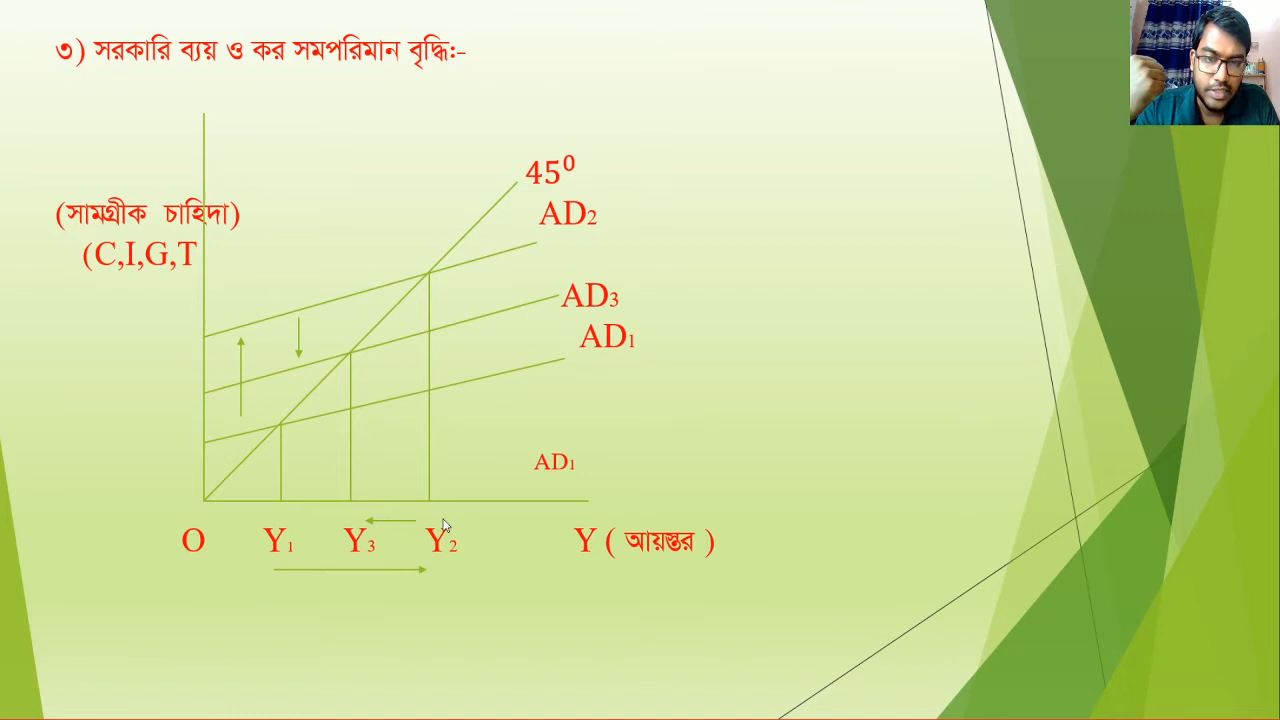 ৩) সরকারি ব্যয় ও কর সমপরিমান বৃদ্ধি:-
45⁰
(সামগ্রীক চাহিদা)
AD₂
(C,I,G,T
AD₃
AD₁
AD₁
O Y₁ Y₃ Y₂ Y ( আয়স্তর )